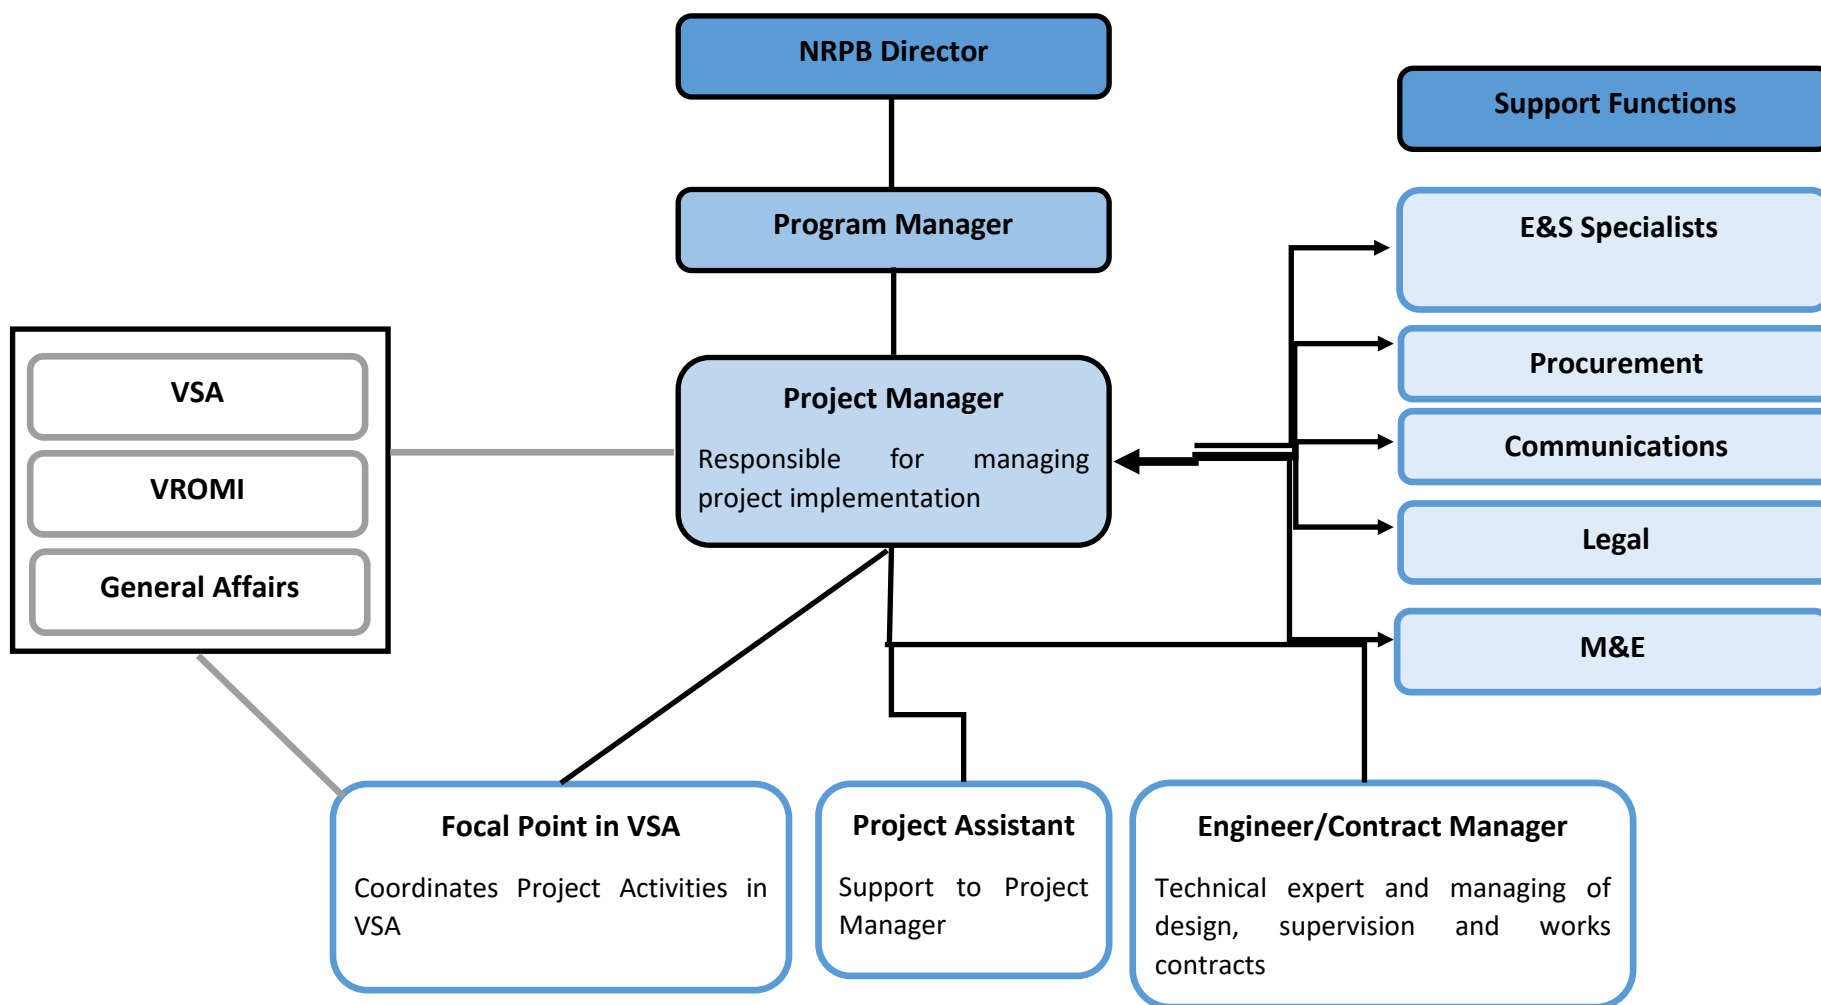 NRPB Director
Support Functions
Program Manager
E&S Specialists
Procurement
Communications
Legal
M&E
VSA
VROMI
General Affairs
Project Manager
Responsible for managing
project implementation
Focal Point in VSA
Coordinates Project Activities in
VSA
Project Assistant
Support to Project
Manager
Engineer/Contract Manager
Technical expert and managing of
design, supervision and works
contracts